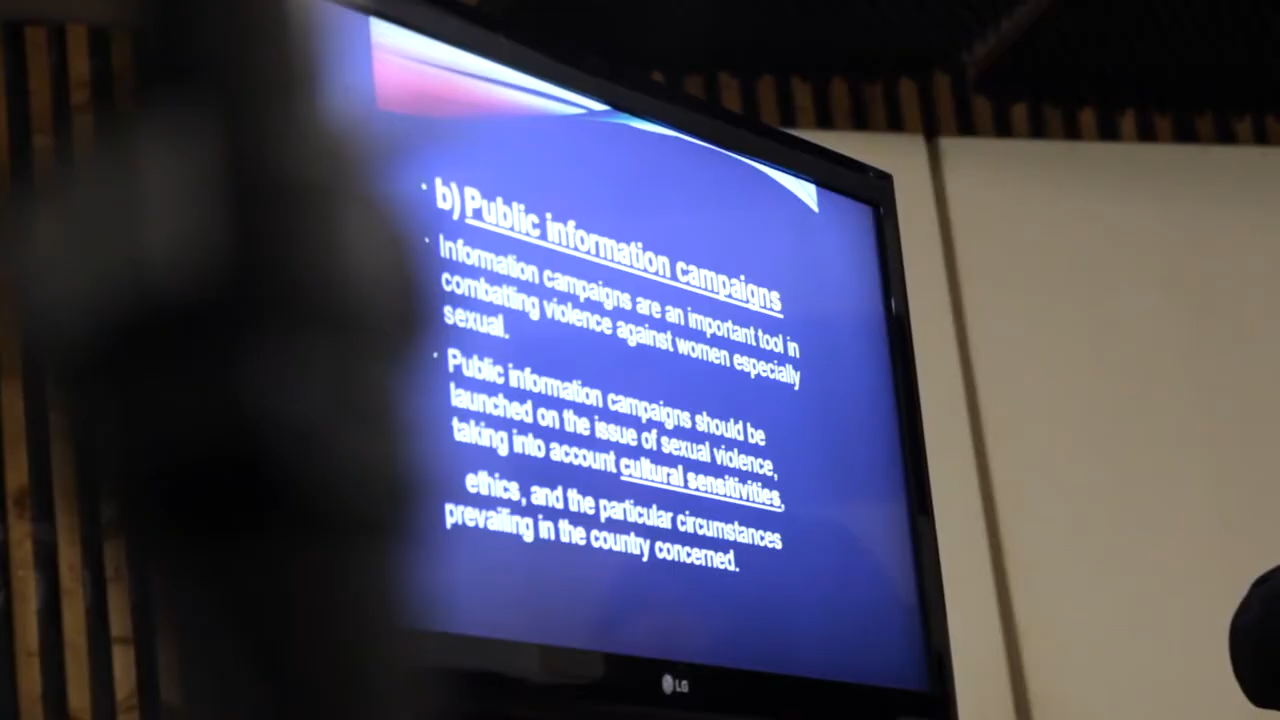 b) Public information campaigns
Information campaigns are an important tool in
combatting violence against women especially
sexual.
Public information campaigns should be
launched on the issue of sexual violence,
taking into account cultural sensitivities,
ethics, and the particular circumstances
prevailing in the country concerned.
LG